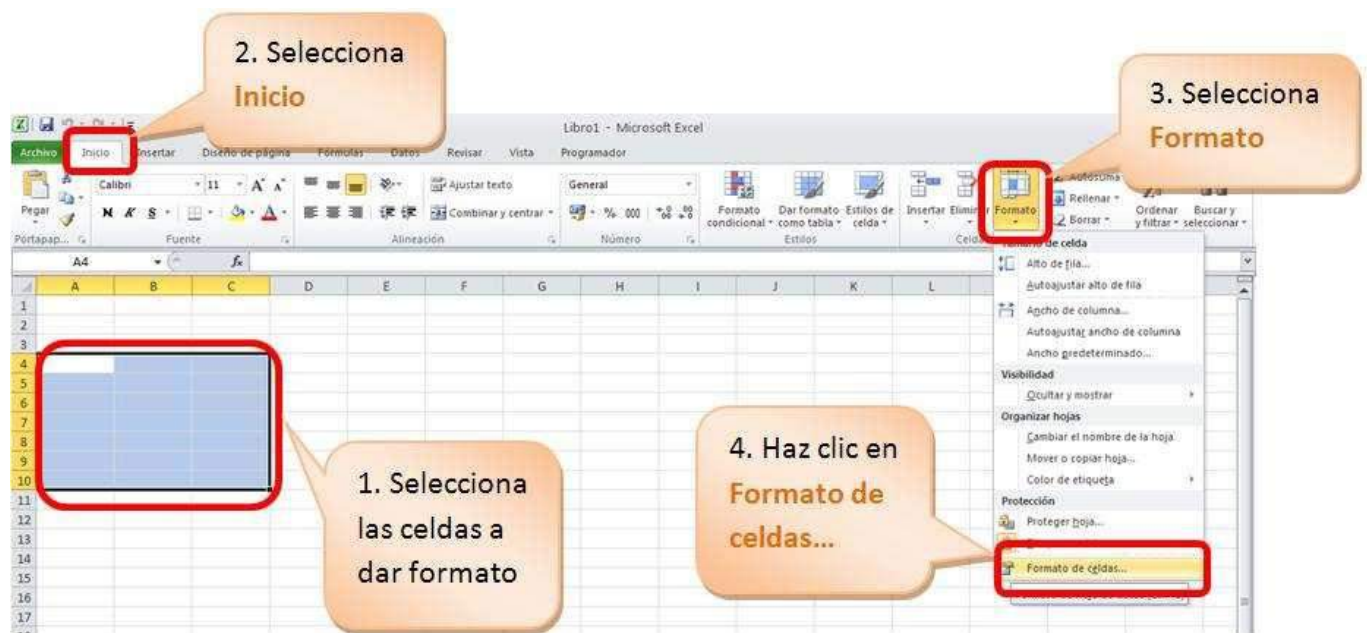 2. Selecciona
Inicio
3. Selecciona
Formato
Libro1 - Microsoft Excel
Archivo Inicio Insertar Diseño de página Fórmulas Datos Revisar Vista Programador
Calibri 11 Ajustar texto General Autosuma
Rellenar
Pegar N K S Combinar y centrar % 000 Formato condicional Dar formato como tabla Estilos de celda Insertar Eliminar Formato Borrar Ordenar y filtrar Buscar y seleccionar
Portapap... Fuente Alineación Número Estilos
A4 fx
A B C D E F G H I J K L
1
2
3
4
5
6
7
8
9
10
11
12
13
14
15
16
17
Tamaño de celda
Alto de fila...
Autoajustar alto de fila
Ancho de columna...
Autoajustar ancho de columna
Ancho predeterminado...
Visibilidad
Ocultar y mostrar
Organizar hojas
Cambiar el nombre de la hoja
Mover o copiar hoja...
Color de etiqueta
Protección
Proteger hoja...
Formato de celdas...
1. Selecciona
las celdas a
dar formato
4. Haz clic en
Formato de
celdas...